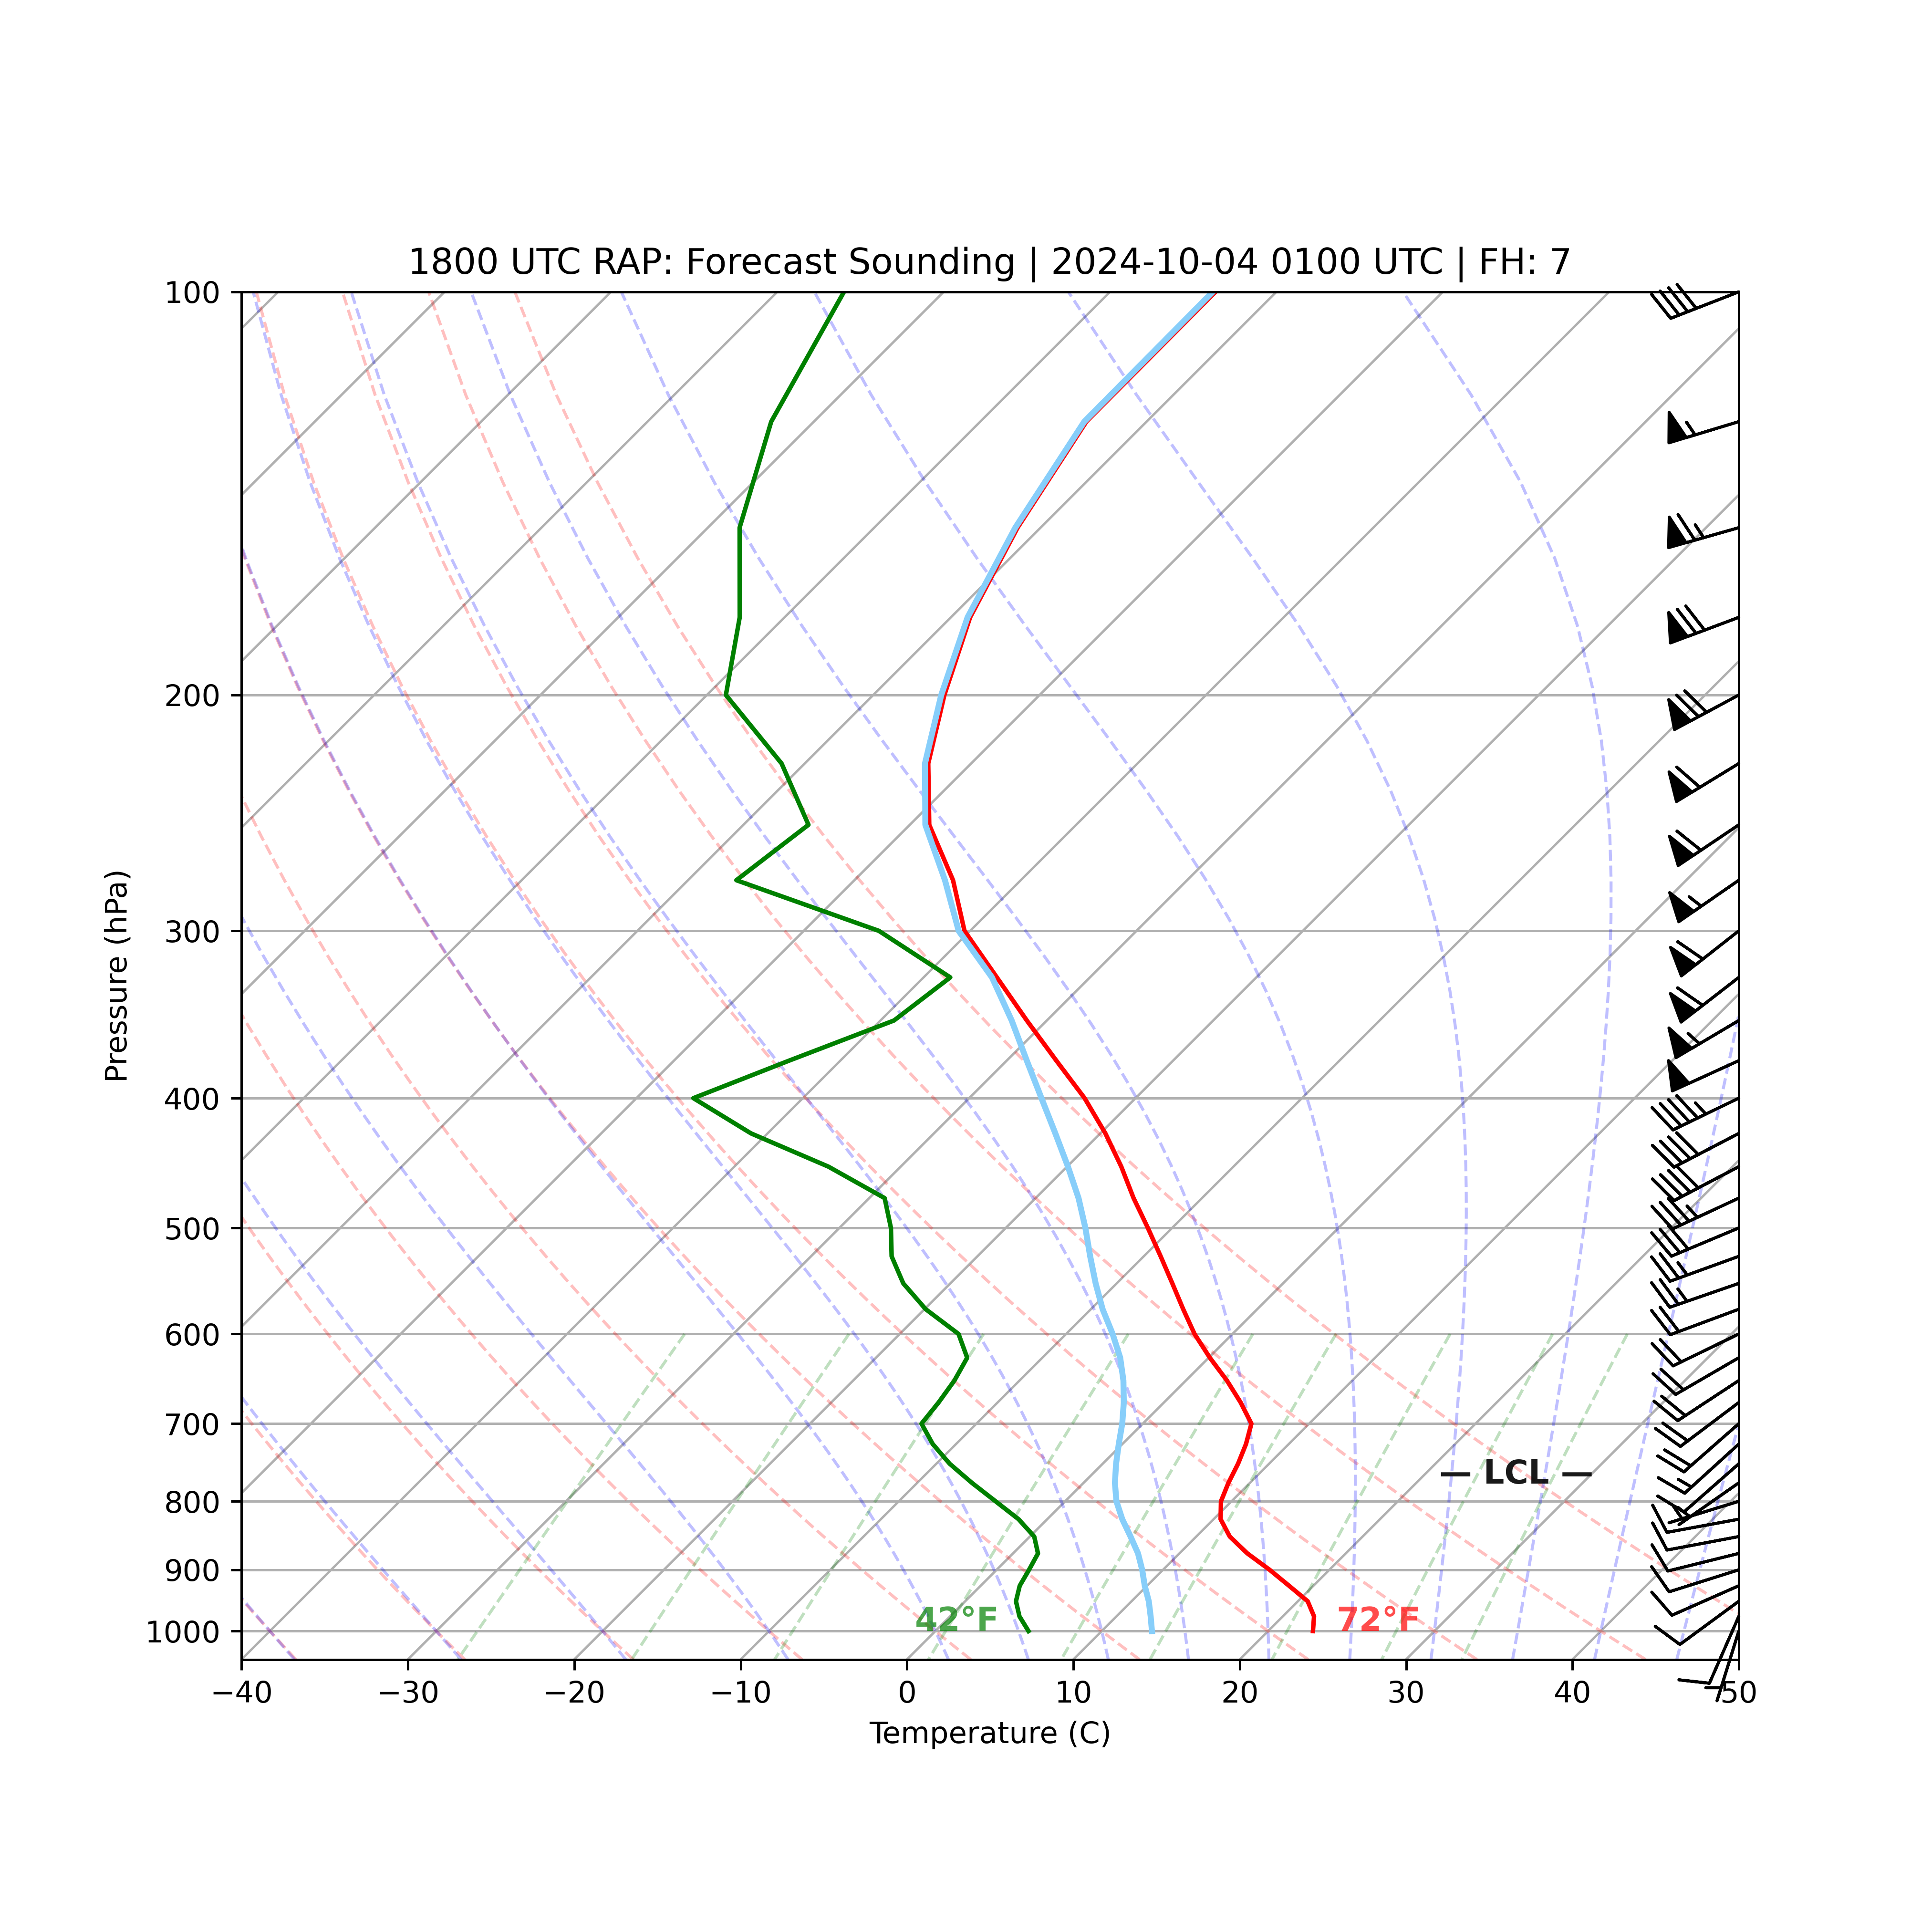 1800 UTC RAP: Forecast Sounding | 2024-10-04 0100 UTC | FH: 7
100
200
300
400
500
600
700
800
900
1000
Pressure (hPa)
— LCL —
42°F
72°F
−40 −30 −20 −10 0 10 20 30 40 50
Temperature (C)